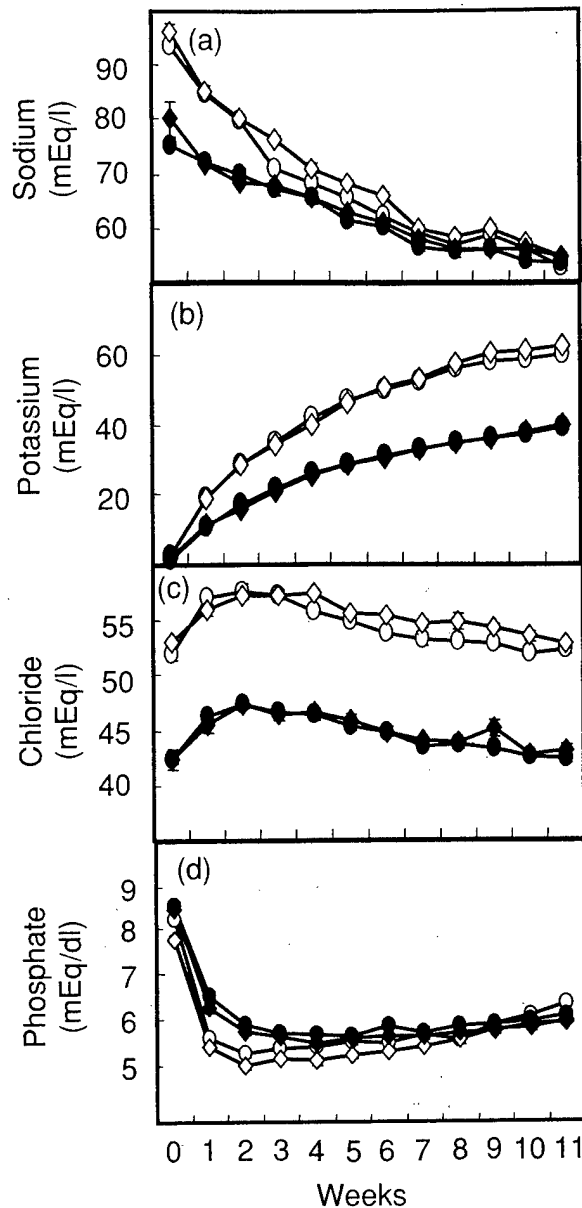 (a)
Sodium
(mEq/l)
90
80
70
60
(b)
Potassium
(mEq/l)
60
40
20
(c)
Chloride
(mEq/l)
55
50
45
40
(d)
Phosphate
(mEq/dl)
9
8
7
6
5
0 1 2 3 4 5 6 7 8 9 10 11
Weeks